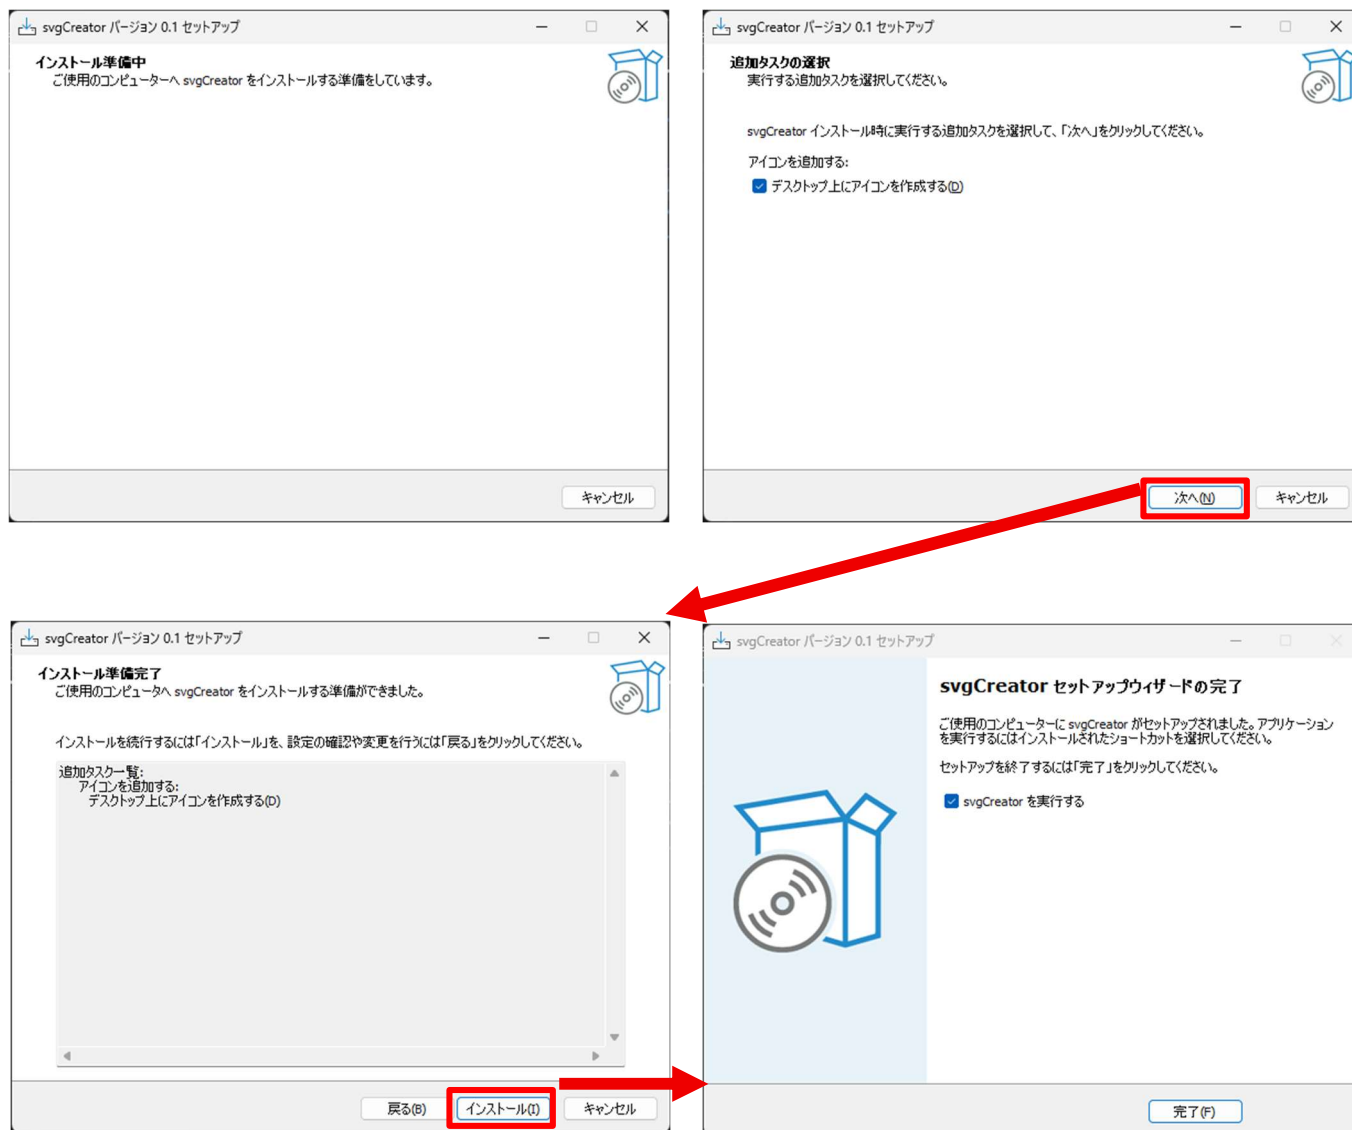 svgCreator バージョン 0.1 セットアップ
インストール準備中
ご使用のコンピューターへ svgCreator をインストールする準備をしています。
キャンセル
svgCreator バージョン 0.1 セットアップ
追加タスクの選択
実行する追加タスクを選択してください。
svgCreator インストール時に実行する追加タスクを選択して、「次へ」をクリックしてください。
アイコンを追加する:
デスクトップ上にアイコンを作成する(D)
次へ(N)
キャンセル
svgCreator バージョン 0.1 セットアップ
インストール準備完了
ご使用のコンピュータへ svgCreator をインストールする準備ができました。
インストールを続行するには「インストール」を、設定の確認や変更を行うには「戻る」をクリックしてください。
追加タスク一覧:
アイコンを追加する:
デスクトップ上にアイコンを作成する(D)
戻る(B)
インストール(I)
キャンセル
svgCreator バージョン 0.1 セットアップ
svgCreator セットアップウィザードの完了
ご使用のコンピューターに svgCreator がセットアップされました。アプリケーション
を実行するにはインストールされたショートカットを選択してください。
セットアップを終了するには「完了」をクリックしてください。
svgCreator を実行する
完了(F)